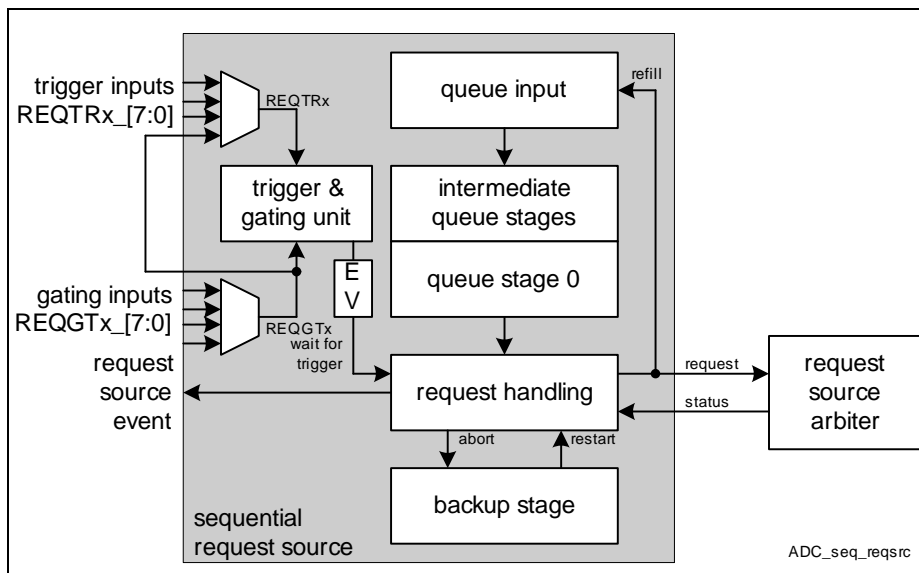 trigger inputs
REQTRx_[7:0]
REQTRx
queue input
refill
trigger &
gating unit
intermediate
queue stages
queue stage 0
E
V
gating inputs
REQGTx_[7:0]
REQGTx
wait for
trigger
request
source
event
request handling
request
status
request
source
arbiter
abort
restart
backup stage
sequential
request source
ADC_seq_reqsrc